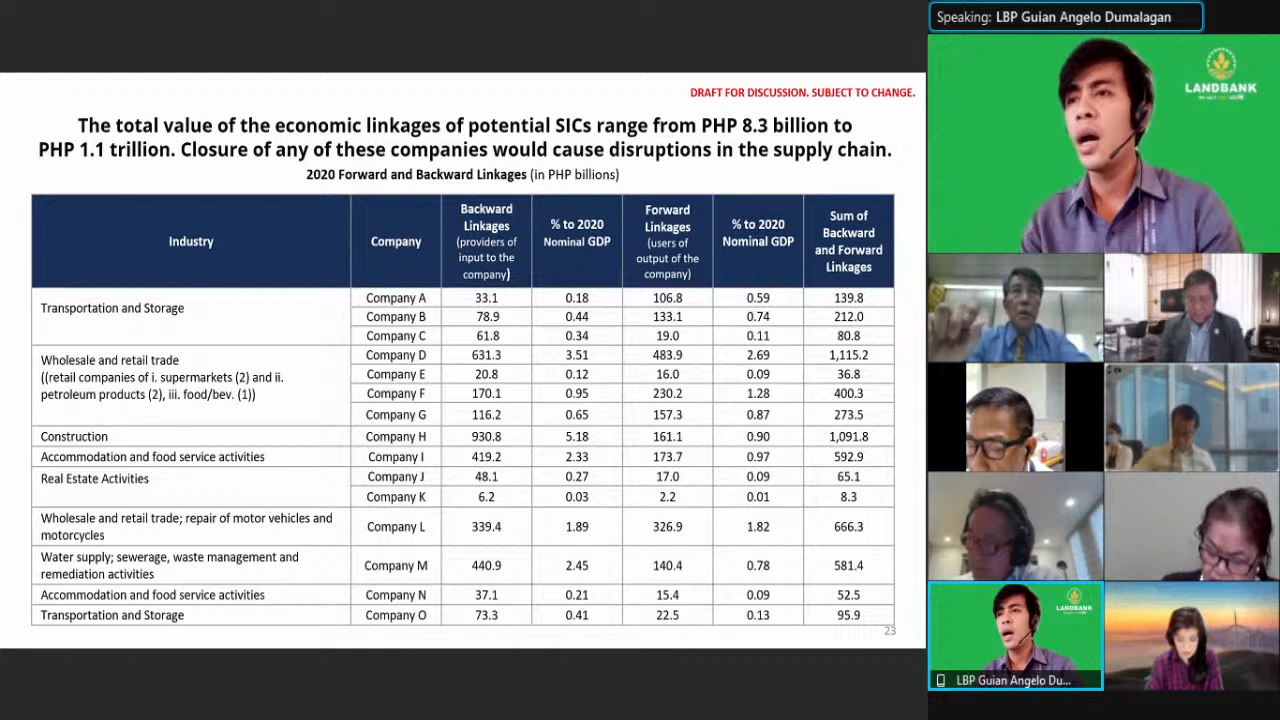 Speaking: LBP Guian Angelo Dumalagan
LANDBANK
DRAFT FOR DISCUSSION. SUBJECT TO CHANGE.
The total value of the economic linkages of potential SICs range from PHP 8.3 billion to
PHP 1.1 trillion. Closure of any of these companies would cause disruptions in the supply chain.
2020 Forward and Backward Linkages (in PHP billions)
Industry
Company
Backward
Linkages
(providers of
input to the
company)
% to 2020
Nominal GDP
Forward
Linkages
(users of
output of the
company)
% to 2020
Nominal GDP
Sum of
Backward
and Forward
Linkages
Transportation and Storage
Company A 33.1 0.18 106.8 0.59 139.8
Company B 78.9 0.44 133.1 0.74 212.0
Company C 61.8 0.34 19.0 0.11 80.8
Wholesale and retail trade
((retail companies of i. supermarkets (2) and ii.
petroleum products (2), iii. food/bev. (1))
Company D 631.3 3.51 483.9 2.69 1,115.2
Company E 20.8 0.12 16.0 0.09 36.8
Company F 170.1 0.95 230.2 1.28 400.3
Company G 116.2 0.65 157.3 0.87 273.5
Construction Company H 930.8 5.18 161.1 0.90 1,091.8
Accommodation and food service activities Company I 419.2 2.33 173.7 0.97 592.9
Real Estate Activities Company J 48.1 0.27 17.0 0.09 65.1
Company K 6.2 0.03 2.2 0.01 8.3
Wholesale and retail trade; repair of motor vehicles and
motorcycles
Company L 339.4 1.89 326.9 1.82 666.3
Water supply; sewerage, waste management and
remediation activities
Company M 440.9 2.45 140.4 0.78 581.4
Accommodation and food service activities Company N 37.1 0.21 15.4 0.09 52.5
Transportation and Storage Company O 73.3 0.41 22.5 0.13 95.9
23
LANDBANK
LBP Guian Angelo Du...